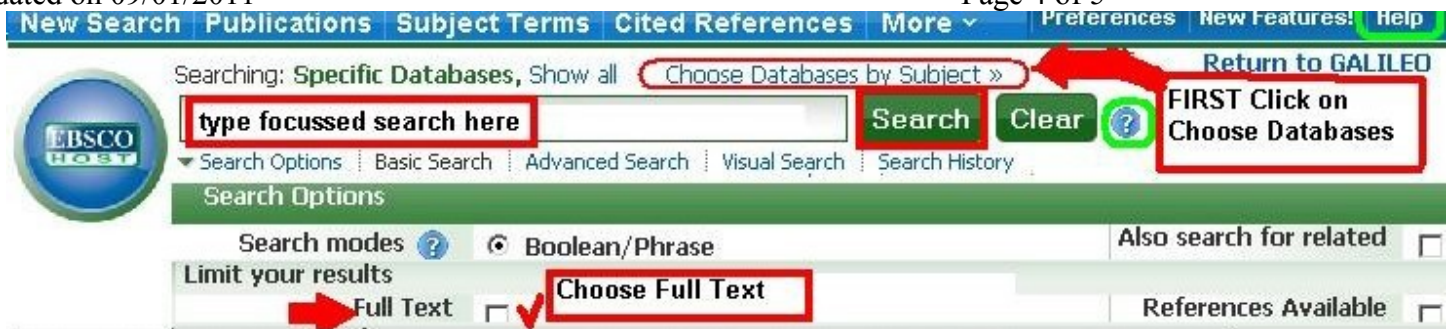 New Search Publications Subject Terms Cited References More Preferences New Features! Help
Searching: Specific Databases, Show all Choose Databases by Subject » Return to GALILEO
EBSCO HOST
type focussed search here Search Clear ? FIRST Click on
Choose Databases
Search Options Basic Search Advanced Search Visual Search Search History
Search Options
Search modes ? Boolean/Phrase Also search for related
Limit your results
Full Text Choose Full Text References Available